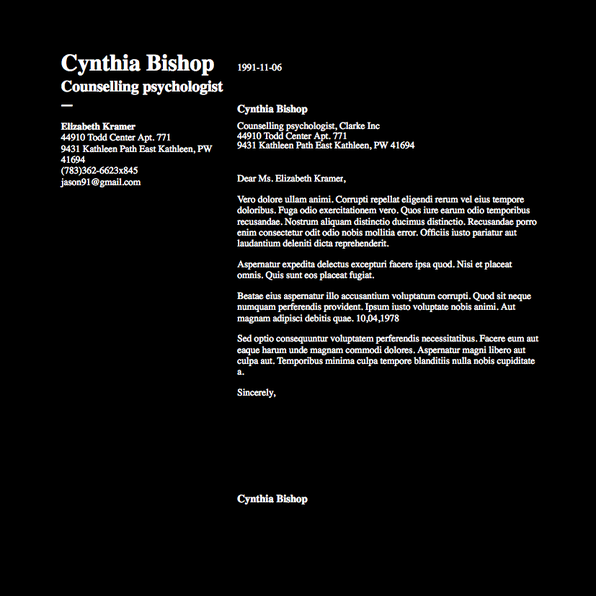 Cynthia Bishop
Counselling psychologist
—
Elizabeth Kramer
44910 Todd Center Apt. 771
9431 Kathleen Path East Kathleen, PW
41694
(783)362-6623x845
jason91@gmail.com
1991-11-06
Cynthia Bishop
Counselling psychologist, Clarke Inc
44910 Todd Center Apt. 771
9431 Kathleen Path East Kathleen, PW 41694
Dear Ms. Elizabeth Kramer,
Vero dolore ullam animi. Corrupti repellat eligendi rerum vel eius tempore
doloribus. Fuga odio exercitationem vero. Quos iure earum odio temporibus
recusandae. Nostrum aliquam distinctio ducimus distinctio. Recusandae porro
enim consectetur odit odio nobis mollitia error. Officiis iusto pariatur aut
laudantium deleniti dicta reprehenderit.
Aspernatur expedita delectus excepturi facere ipsa quod. Nisi et placeat
omnis. Quis sunt eos placeat fugiat.
Beatae eius aspernatur illo accusantium voluptatum corrupti. Quod sit neque
numquam perferendis provident. Ipsum iusto voluptate nobis animi. Aut
magnam adipisci debitis quae. 10,04,1978
Sed optio consequuntur voluptatem perferendis necessitatibus. Facere eum aut
eaque harum unde magnam commodi dolores. Aspernatur magni libero aut
culpa aut. Temporibus minima culpa tempore blanditiis nulla nobis cupiditate
a.
Sincerely,
Cynthia Bishop